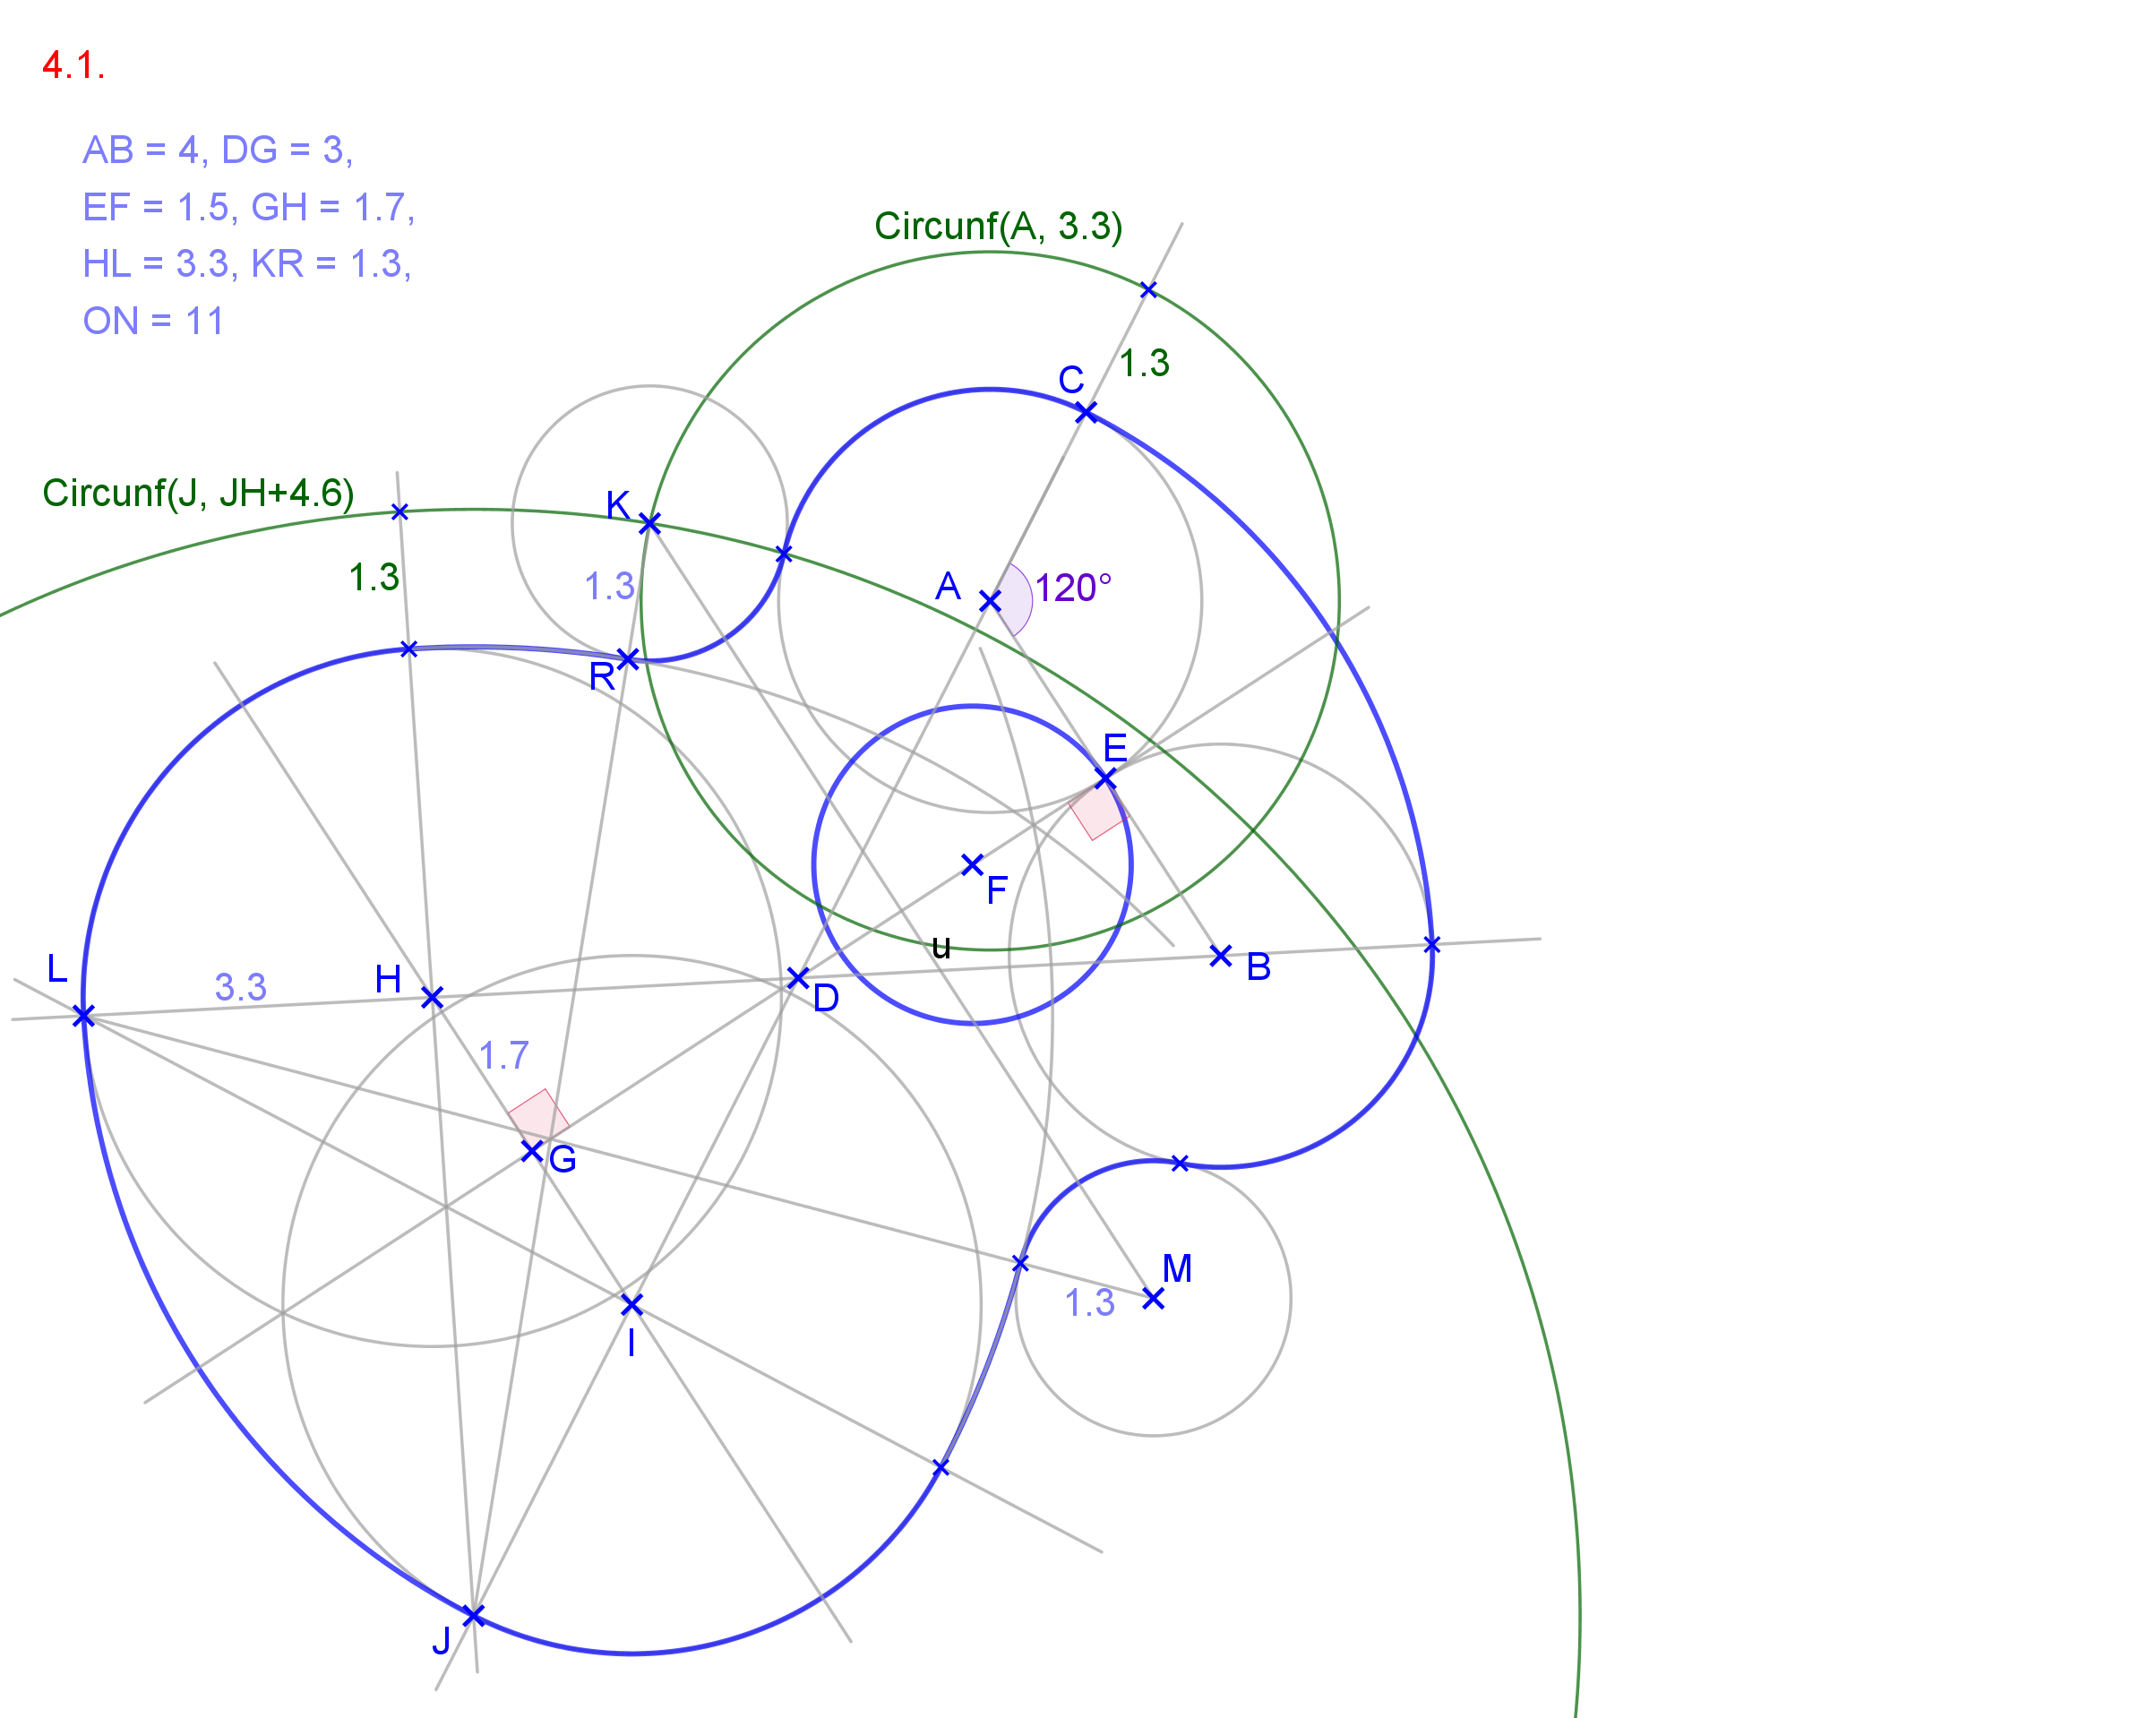 4.1.
AB = 4, DG = 3,
EF = 1.5, GH = 1.7,
HL = 3.3, KR = 1.3,
ON = 11
Circunf(A, 3.3)
1.3
C
Circunf(J, JH+4.6)
K
1.3
1.3
A
120°
R
E
F
u
B
L
3.3
H
D
1.7
G
M
1.3
I
J